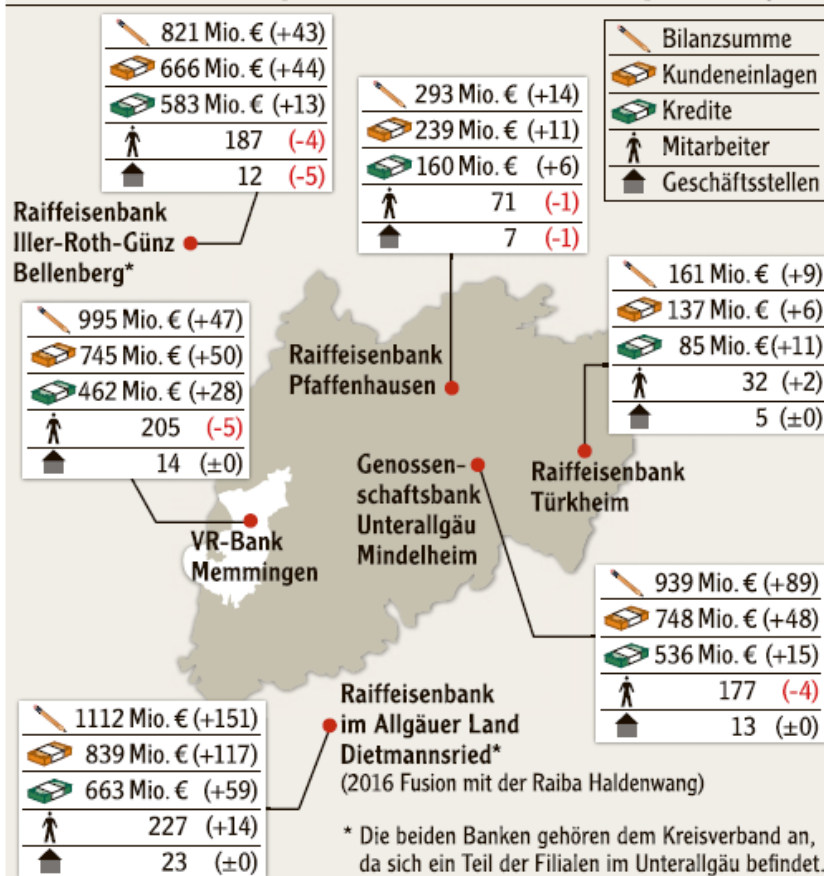 821 Mio. € (+43)
666 Mio. € (+44)
583 Mio. € (+13)
187 (-4)
12 (-5)
Raiffeisenbank
Iller-Roth-Günz
Bellenberg*
293 Mio. € (+14)
239 Mio. € (+11)
160 Mio. € (+6)
71 (-1)
7 (-1)
Raiffeisenbank
Pfaffenhausen
Bilanzsumme
Kundeneinlagen
Kredite
Mitarbeiter
Geschäftsstellen
161 Mio. € (+9)
137 Mio. € (+6)
85 Mio. € (+11)
32 (+2)
5 (±0)
Raiffeisenbank
Türkheim
995 Mio. € (+47)
745 Mio. € (+50)
462 Mio. € (+28)
205 (-5)
14 (±0)
VR-Bank
Memmingen
Genossen-
schaftsbank
Unterallgäu
Mindelheim
939 Mio. € (+89)
748 Mio. € (+48)
536 Mio. € (+15)
177 (-4)
13 (±0)
1112 Mio. € (+151)
839 Mio. € (+117)
663 Mio. € (+59)
227 (+14)
23 (±0)
Raiffeisenbank
im Allgäuer Land
Dietmannsried*
(2016 Fusion mit der Raiba Haldenwang)
* Die beiden Banken gehören dem Kreisverband an,
da sich ein Teil der Filialen im Unterallgäu befindet.